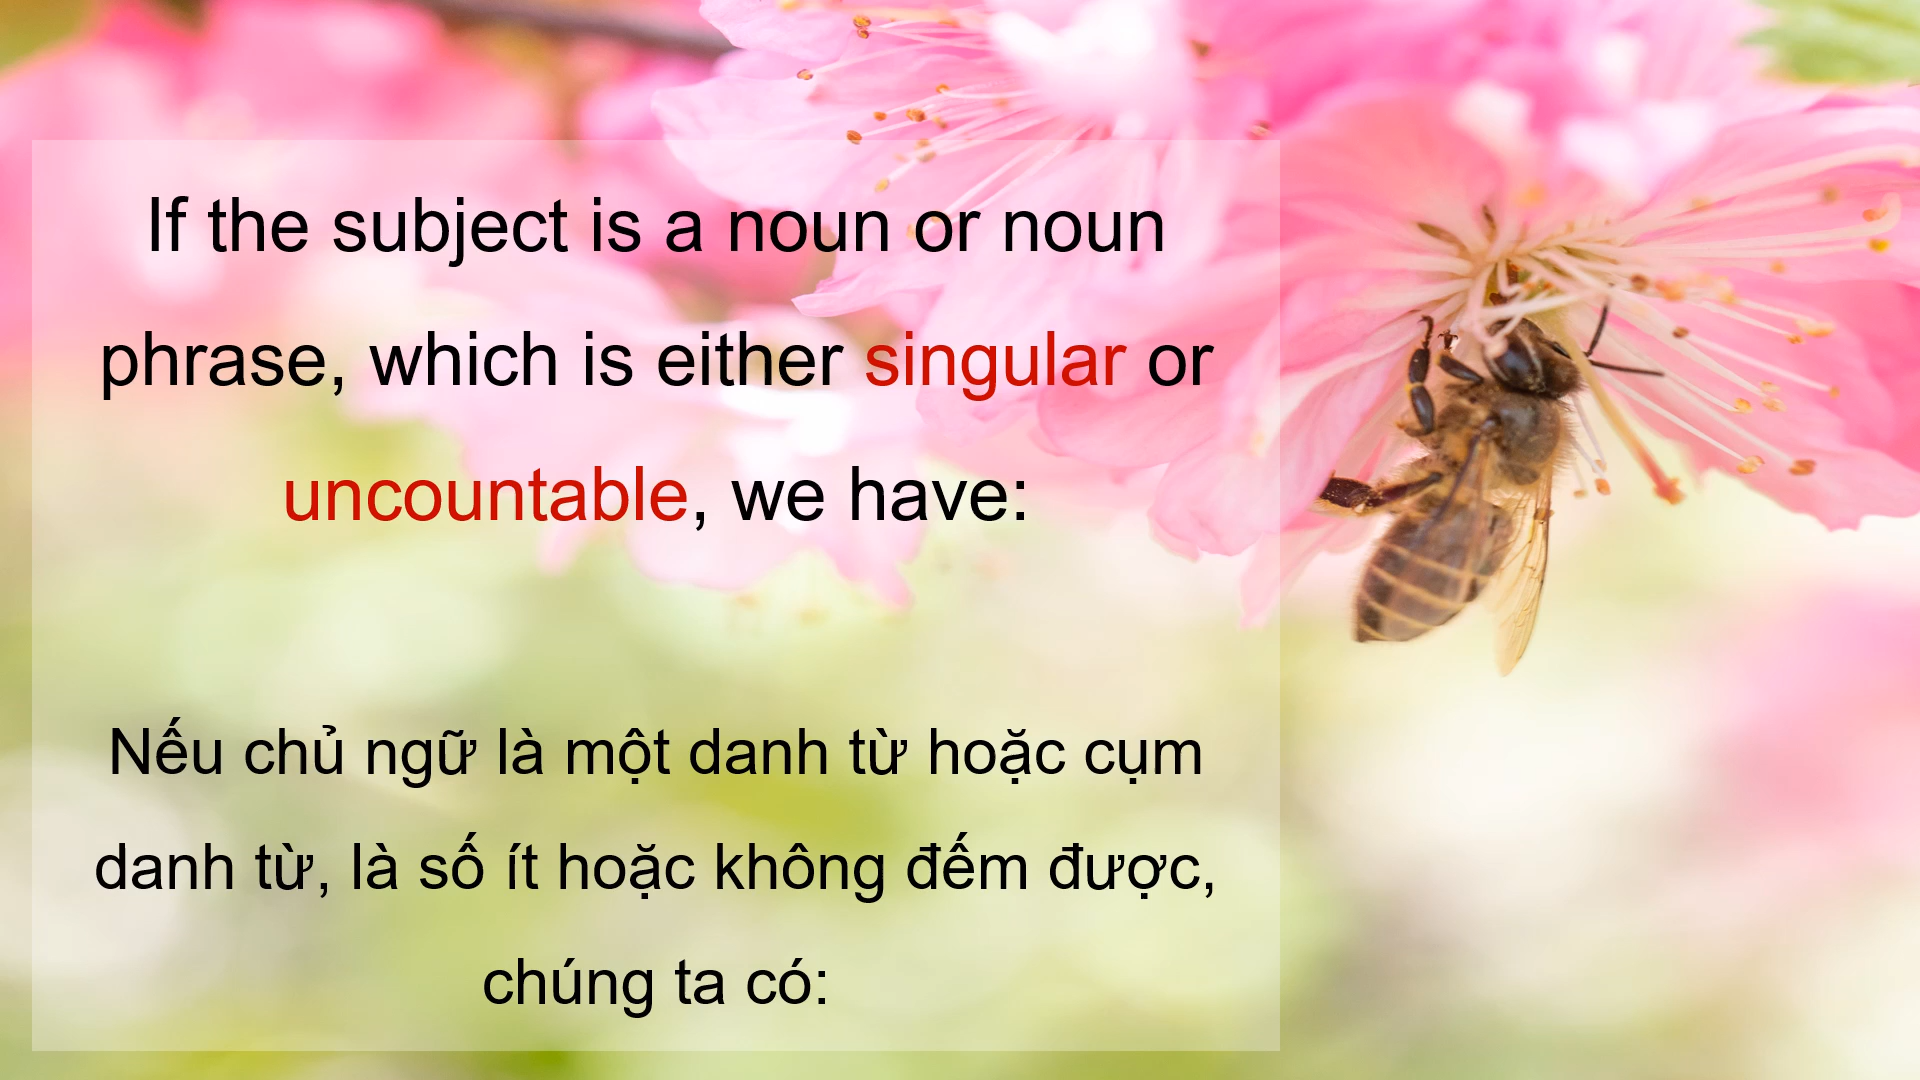 If the subject is a noun or noun
phrase, which is either singular or
uncountable, we have:
Nếu chủ ngữ là một danh từ hoặc cụm
danh từ, là số ít hoặc không đếm được,
chúng ta có: